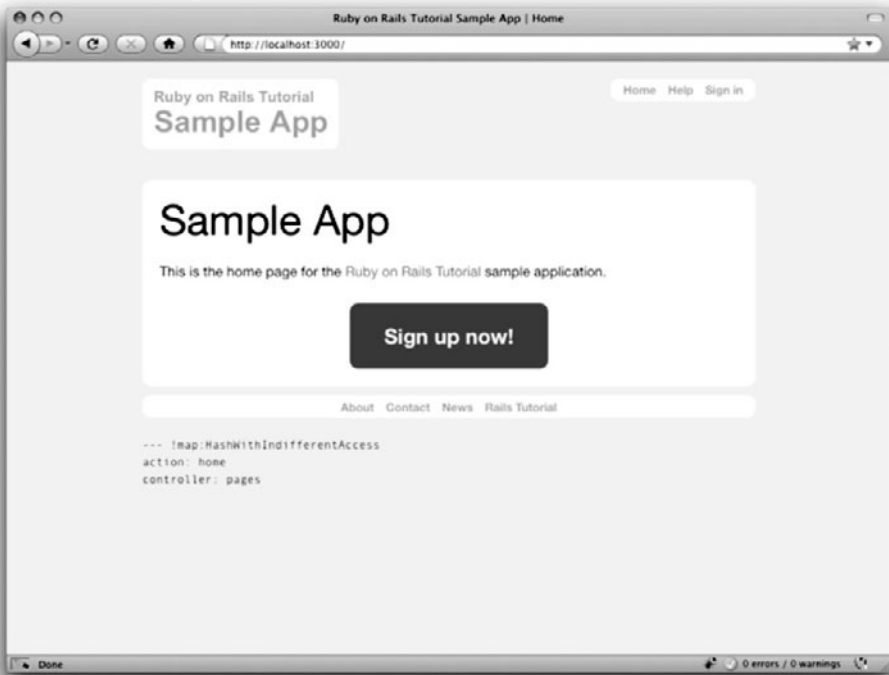 Ruby on Rails Tutorial Sample App | Home
http://localhost:3000/
Ruby on Rails Tutorial
Sample App
Home Help Sign in
Sample App
This is the home page for the Ruby on Rails Tutorial sample application.
Sign up now!
About Contact News Rails Tutorial
--- !map:HashWithIndifferentAccess
action: home
controller: pages
Done
0 errors / 0 warnings